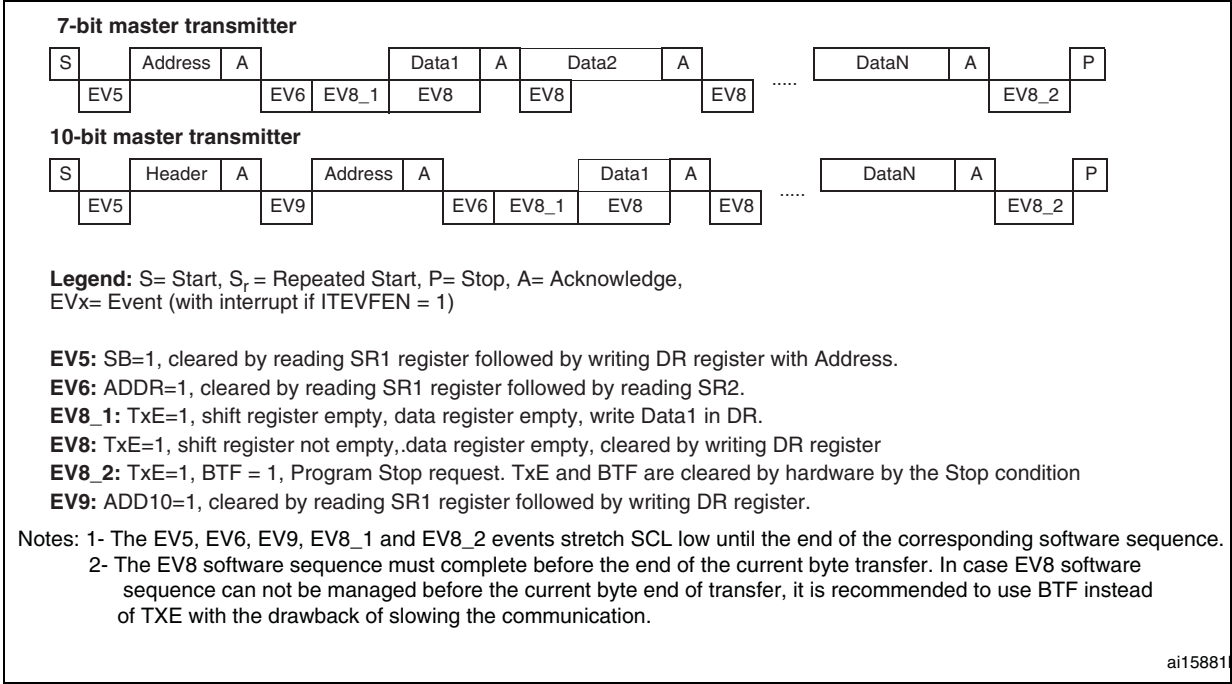 7-bit master transmitter
S Address A Data1 A Data2 A ..... DataN A P
EV5 EV6 EV8_1 EV8 EV8 EV8 EV8_2
10-bit master transmitter
S Header A Address A Data1 A ..... DataN A P
EV5 EV9 EV6 EV8_1 EV8 EV8 EV8_2
Legend: S= Start, Sr = Repeated Start, P= Stop, A= Acknowledge,
EVx= Event (with interrupt if ITEVFEN = 1)
EV5: SB=1, cleared by reading SR1 register followed by writing DR register with Address.
EV6: ADDR=1, cleared by reading SR1 register followed by reading SR2.
EV8_1: TxE=1, shift register empty, data register empty, write Data1 in DR.
EV8: TxE=1, shift register not empty,.data register empty, cleared by writing DR register
EV8_2: TxE=1, BTF = 1, Program Stop request. TxE and BTF are cleared by hardware by the Stop condition
EV9: ADD10=1, cleared by reading SR1 register followed by writing DR register.
Notes: 1- The EV5, EV6, EV9, EV8_1 and EV8_2 events stretch SCL low until the end of the corresponding software sequence.
2- The EV8 software sequence must complete before the end of the current byte transfer. In case EV8 software
sequence can not be managed before the current byte end of transfer, it is recommended to use BTF instead
of TXE with the drawback of slowing the communication.
ai15881